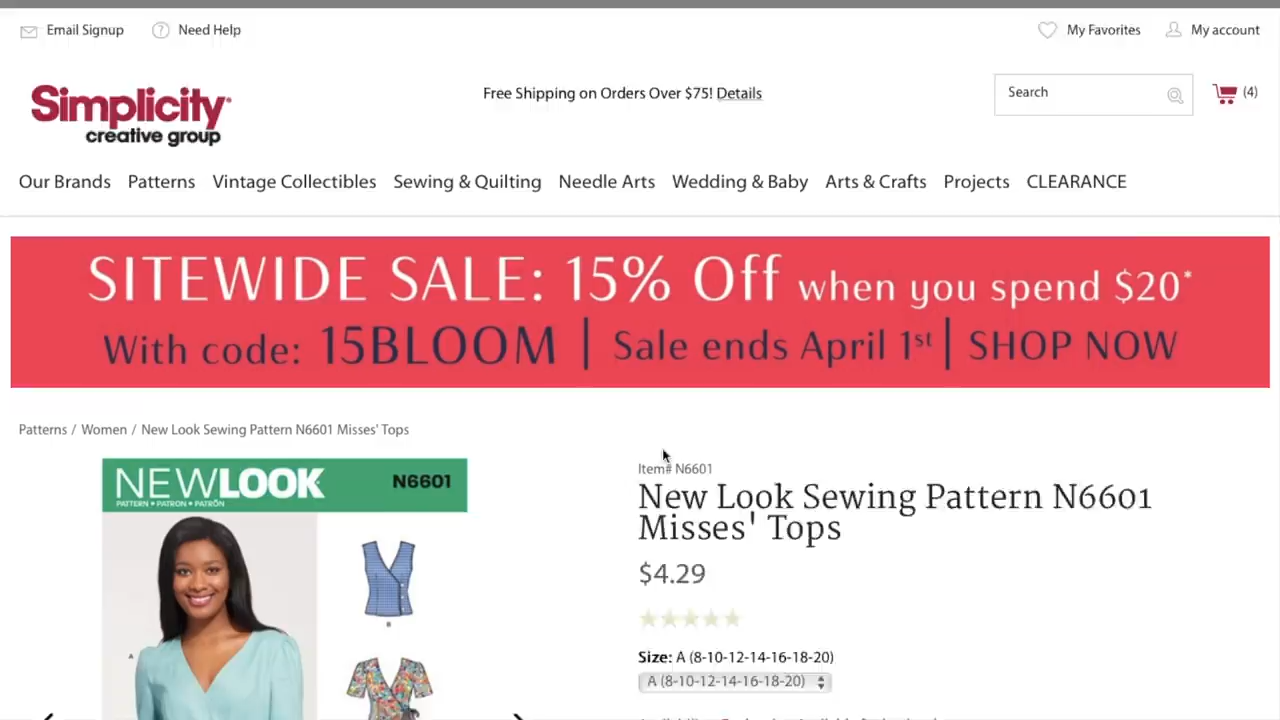 Email Signup
Need Help
My Favorites
My account
Simplicity
creative group
Free Shipping on Orders Over $75! Details
Search
(4)
Our Brands Patterns Vintage Collectibles Sewing & Quilting Needle Arts Wedding & Baby Arts & Crafts Projects CLEARANCE
SITEWIDE SALE: 15% Off when you spend $20*
With code: 15BLOOM | Sale ends April 1st | SHOP NOW
Patterns / Women / New Look Sewing Pattern N6601 Misses' Tops
NEWLOOK N6601
PATTERN • PATRON • PATRÓN
A
B
Item# N6601
New Look Sewing Pattern N6601
Misses' Tops
$4.29
Size: A (8-10-12-14-16-18-20)
A (8-10-12-14-16-18-20)